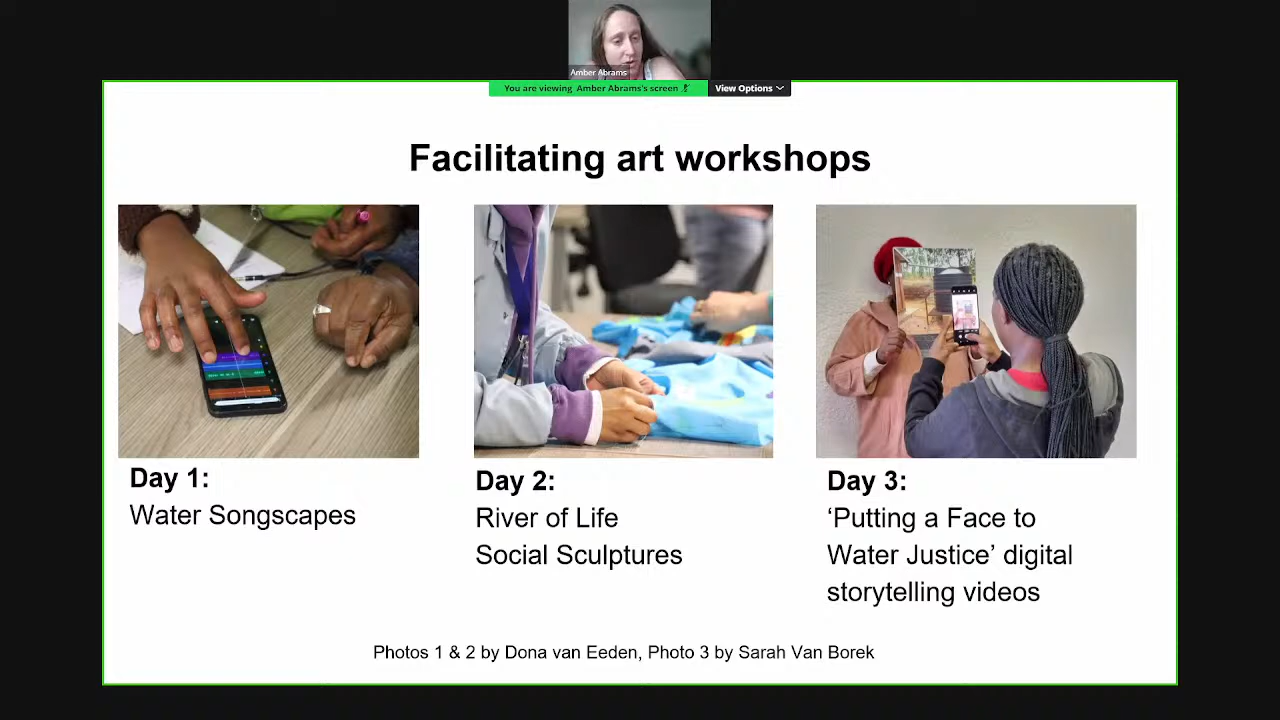 Amber Abrams
You are viewing Amber Abrams's screen
View Options
Facilitating art workshops
Day 1:
Water Songscapes
Day 2:
River of Life
Social Sculptures
Day 3:
‘Putting a Face to
Water Justice’ digital
storytelling videos
Photos 1 & 2 by Dona van Eeden, Photo 3 by Sarah Van Borek